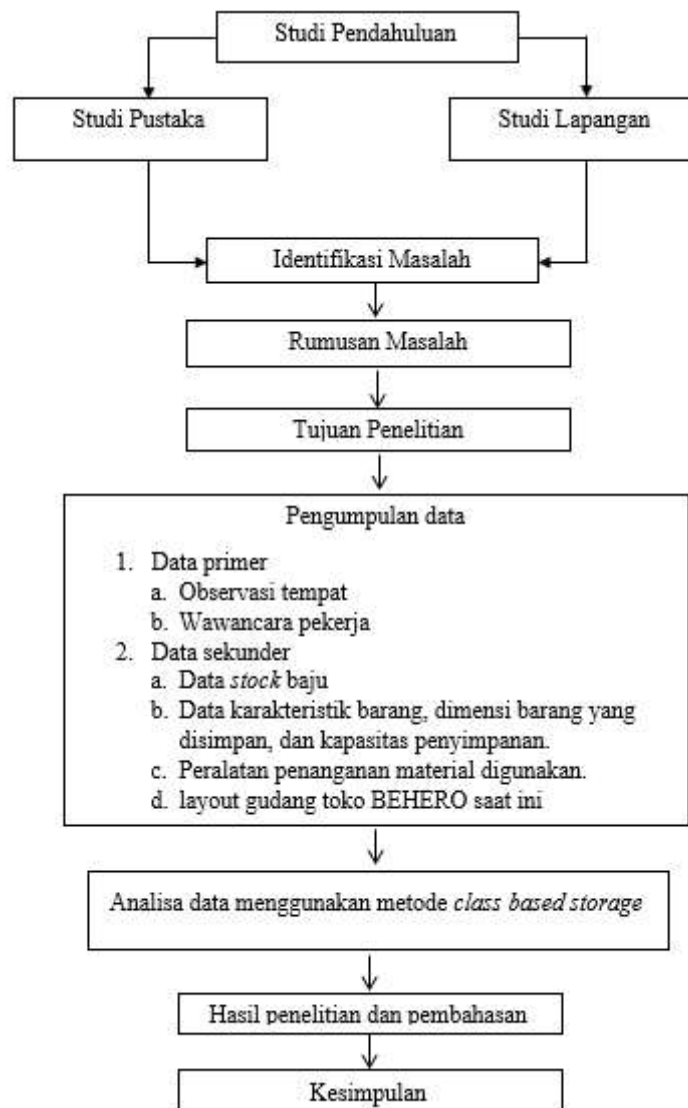 Studi Pendahuluan
Studi Pustaka
Studi Lapangan
Identifikasi Masalah
Rumusan Masalah
Tujuan Penelitian
Pengumpulan data
1. Data primer
a. Observasi tempat
b. Wawancara pekerja
2. Data sekunder
a. Data stock baju
b. Data karakteristik barang, dimensi barang yang
disimpan, dan kapasitas penyimpanan.
c. Peralatan penanganan material digunakan.
d. layout gudang toko BEHERO saat ini
Analisa data menggunakan metode class based storage
Hasil penelitian dan pembahasan
Kesimpulan